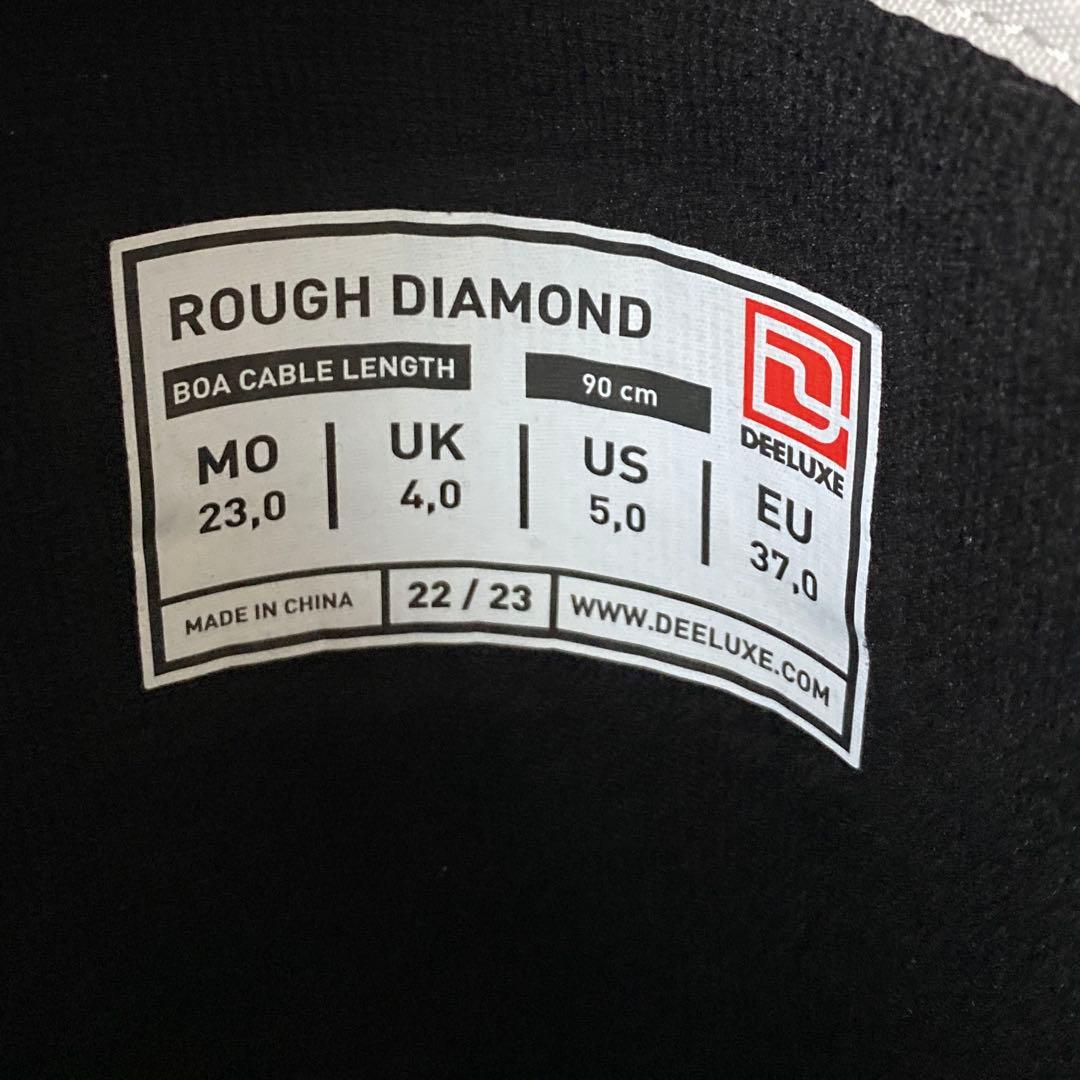 ROUGH DIAMOND
BOA CABLE LENGTH 90 cm
DEELUXE
MO UK US EU
23,0 4,0 5,0 37,0
MADE IN CHINA 22 / 23 WWW.DEELUXE.COM